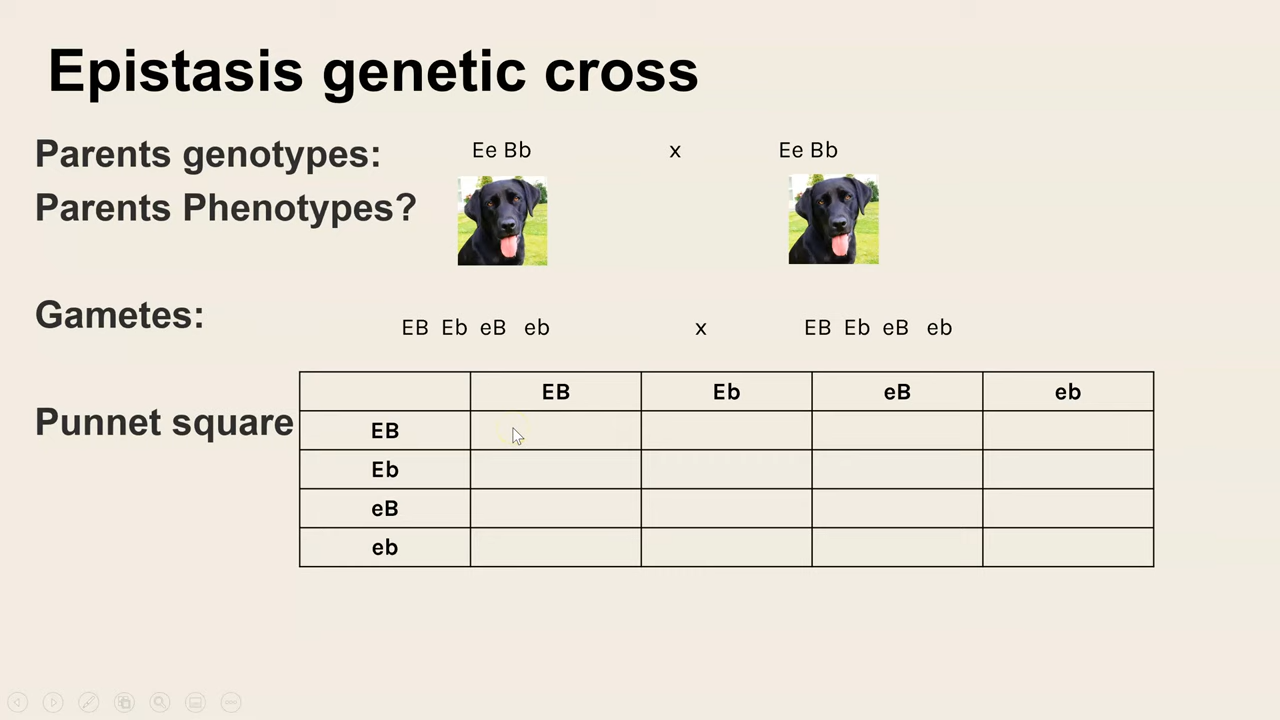 Epistasis genetic cross
Parents genotypes: Ee Bb x Ee Bb
Parents Phenotypes?
Gametes: EB Eb eB eb x EB Eb eB eb
EB Eb eB eb
Punnet square
EB
Eb
eB
eb